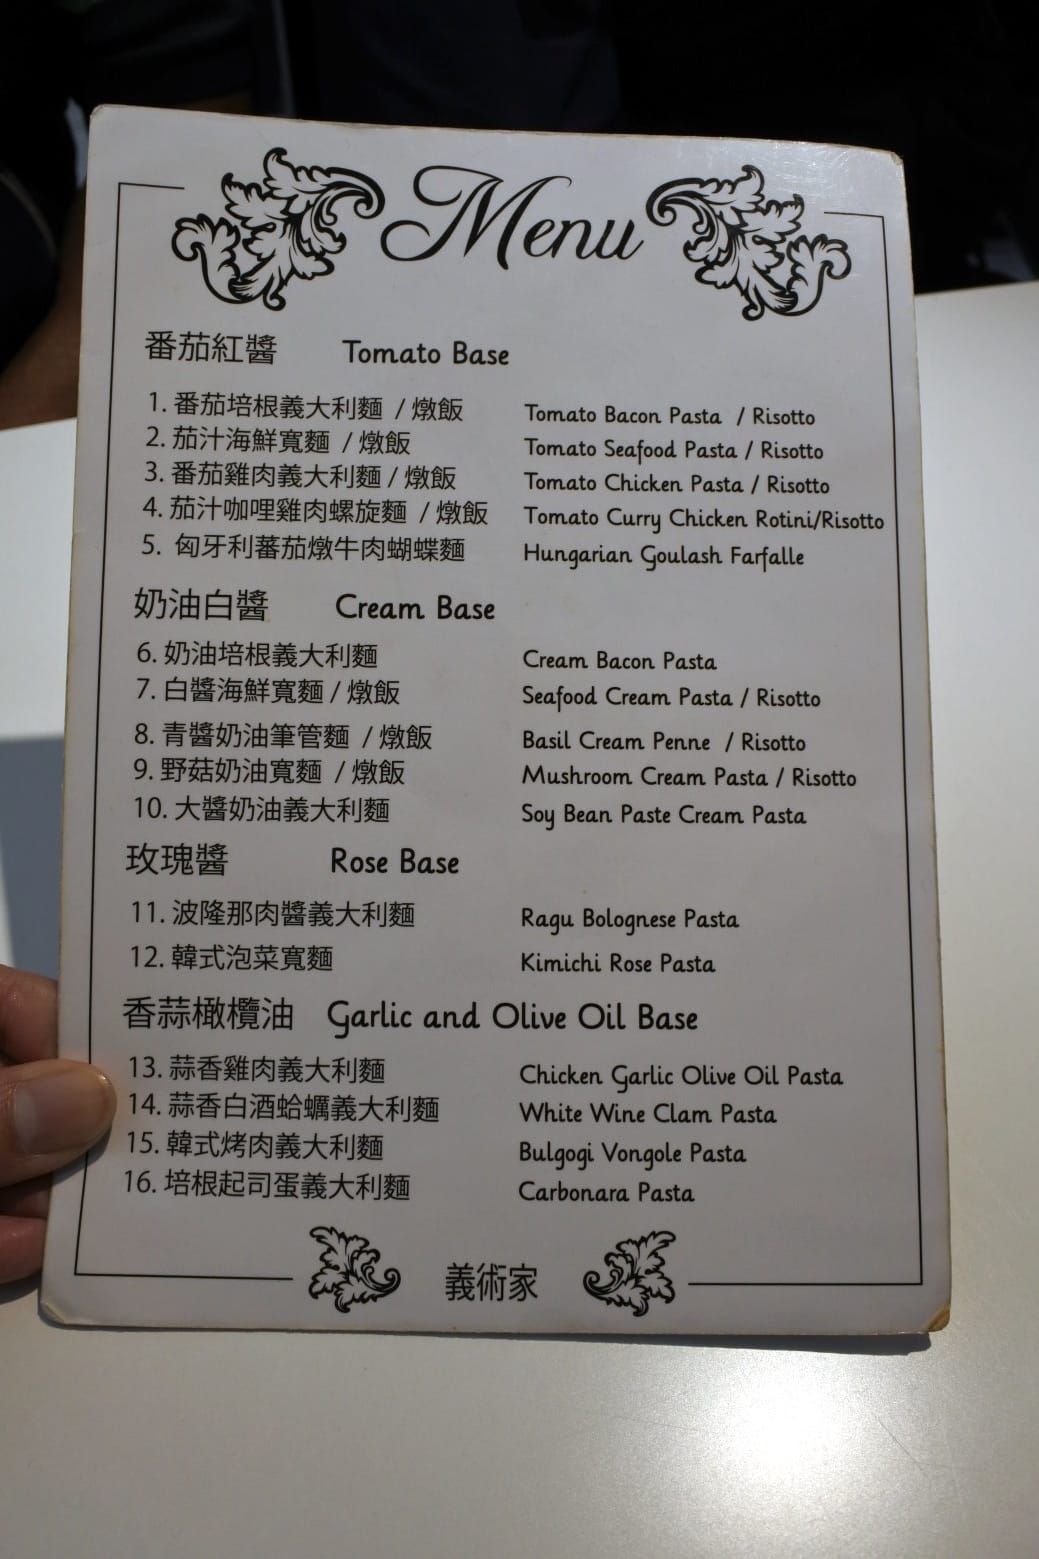 Menu
番茄紅醬 Tomato Base
1. 番茄培根義大利麵 / 燉飯 Tomato Bacon Pasta / Risotto
2. 茄汁海鮮寬麵 / 燉飯 Tomato Seafood Pasta / Risotto
3. 番茄雞肉義大利麵 / 燉飯 Tomato Chicken Pasta / Risotto
4. 茄汁咖哩雞肉螺旋麵 / 燉飯 Tomato Curry Chicken Rotini/Risotto
5. 匈牙利蕃茄燉牛肉蝴蝶麵 Hungarian Goulash Farfalle
奶油白醬 Cream Base
6. 奶油培根義大利麵 Cream Bacon Pasta
7. 白醬海鮮寬麵 / 燉飯 Seafood Cream Pasta / Risotto
8. 青醬奶油筆管麵 / 燉飯 Basil Cream Penne / Risotto
9. 野菇奶油寬麵 / 燉飯 Mushroom Cream Pasta / Risotto
10. 大醬奶油義大利麵 Soy Bean Paste Cream Pasta
玫瑰醬 Rose Base
11. 波隆那肉醬義大利麵 Ragu Bolognese Pasta
12. 韓式泡菜寬麵 Kimichi Rose Pasta
香蒜橄欖油 Garlic and Olive Oil Base
13. 蒜香雞肉義大利麵 Chicken Garlic Olive Oil Pasta
14. 蒜香白酒蛤蠣義大利麵 White Wine Clam Pasta
15. 韓式烤肉義大利麵 Bulgogi Vongole Pasta
16. 培根起司蛋義大利麵 Carbonara Pasta
義術家